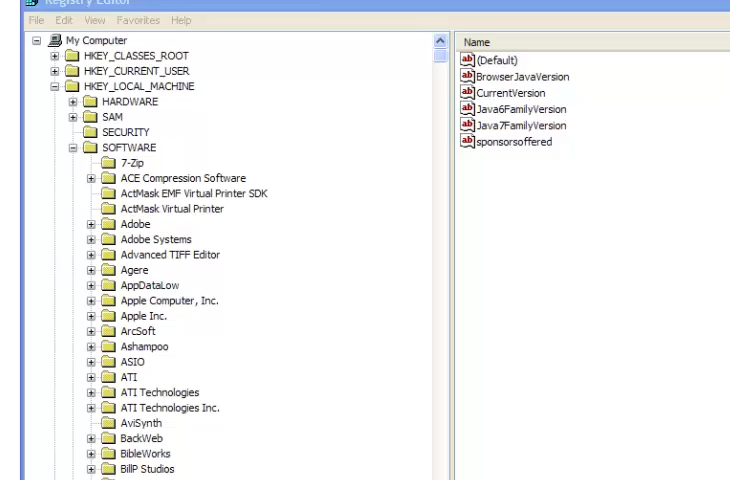 Registry Editor
File Edit View Favorites Help
My Computer
HKEY_CLASSES_ROOT
HKEY_CURRENT_USER
HKEY_LOCAL_MACHINE
HARDWARE
SAM
SECURITY
SOFTWARE
7-Zip
ACE Compression Software
ActMask EMF Virtual Printer SDK
ActMask Virtual Printer
Adobe
Adobe Systems
Advanced TIFF Editor
Agere
AppDataLow
Apple Computer, Inc.
Apple Inc.
ArcSoft
Ashampoo
ASIO
ATI
ATI Technologies
ATI Technologies Inc.
AviSynth
BackWeb
BibleWorks
BillP Studios
Name
(Default)
BrowserJavaVersion
CurrentVersion
Java6FamilyVersion
Java7FamilyVersion
sponsorsoffered